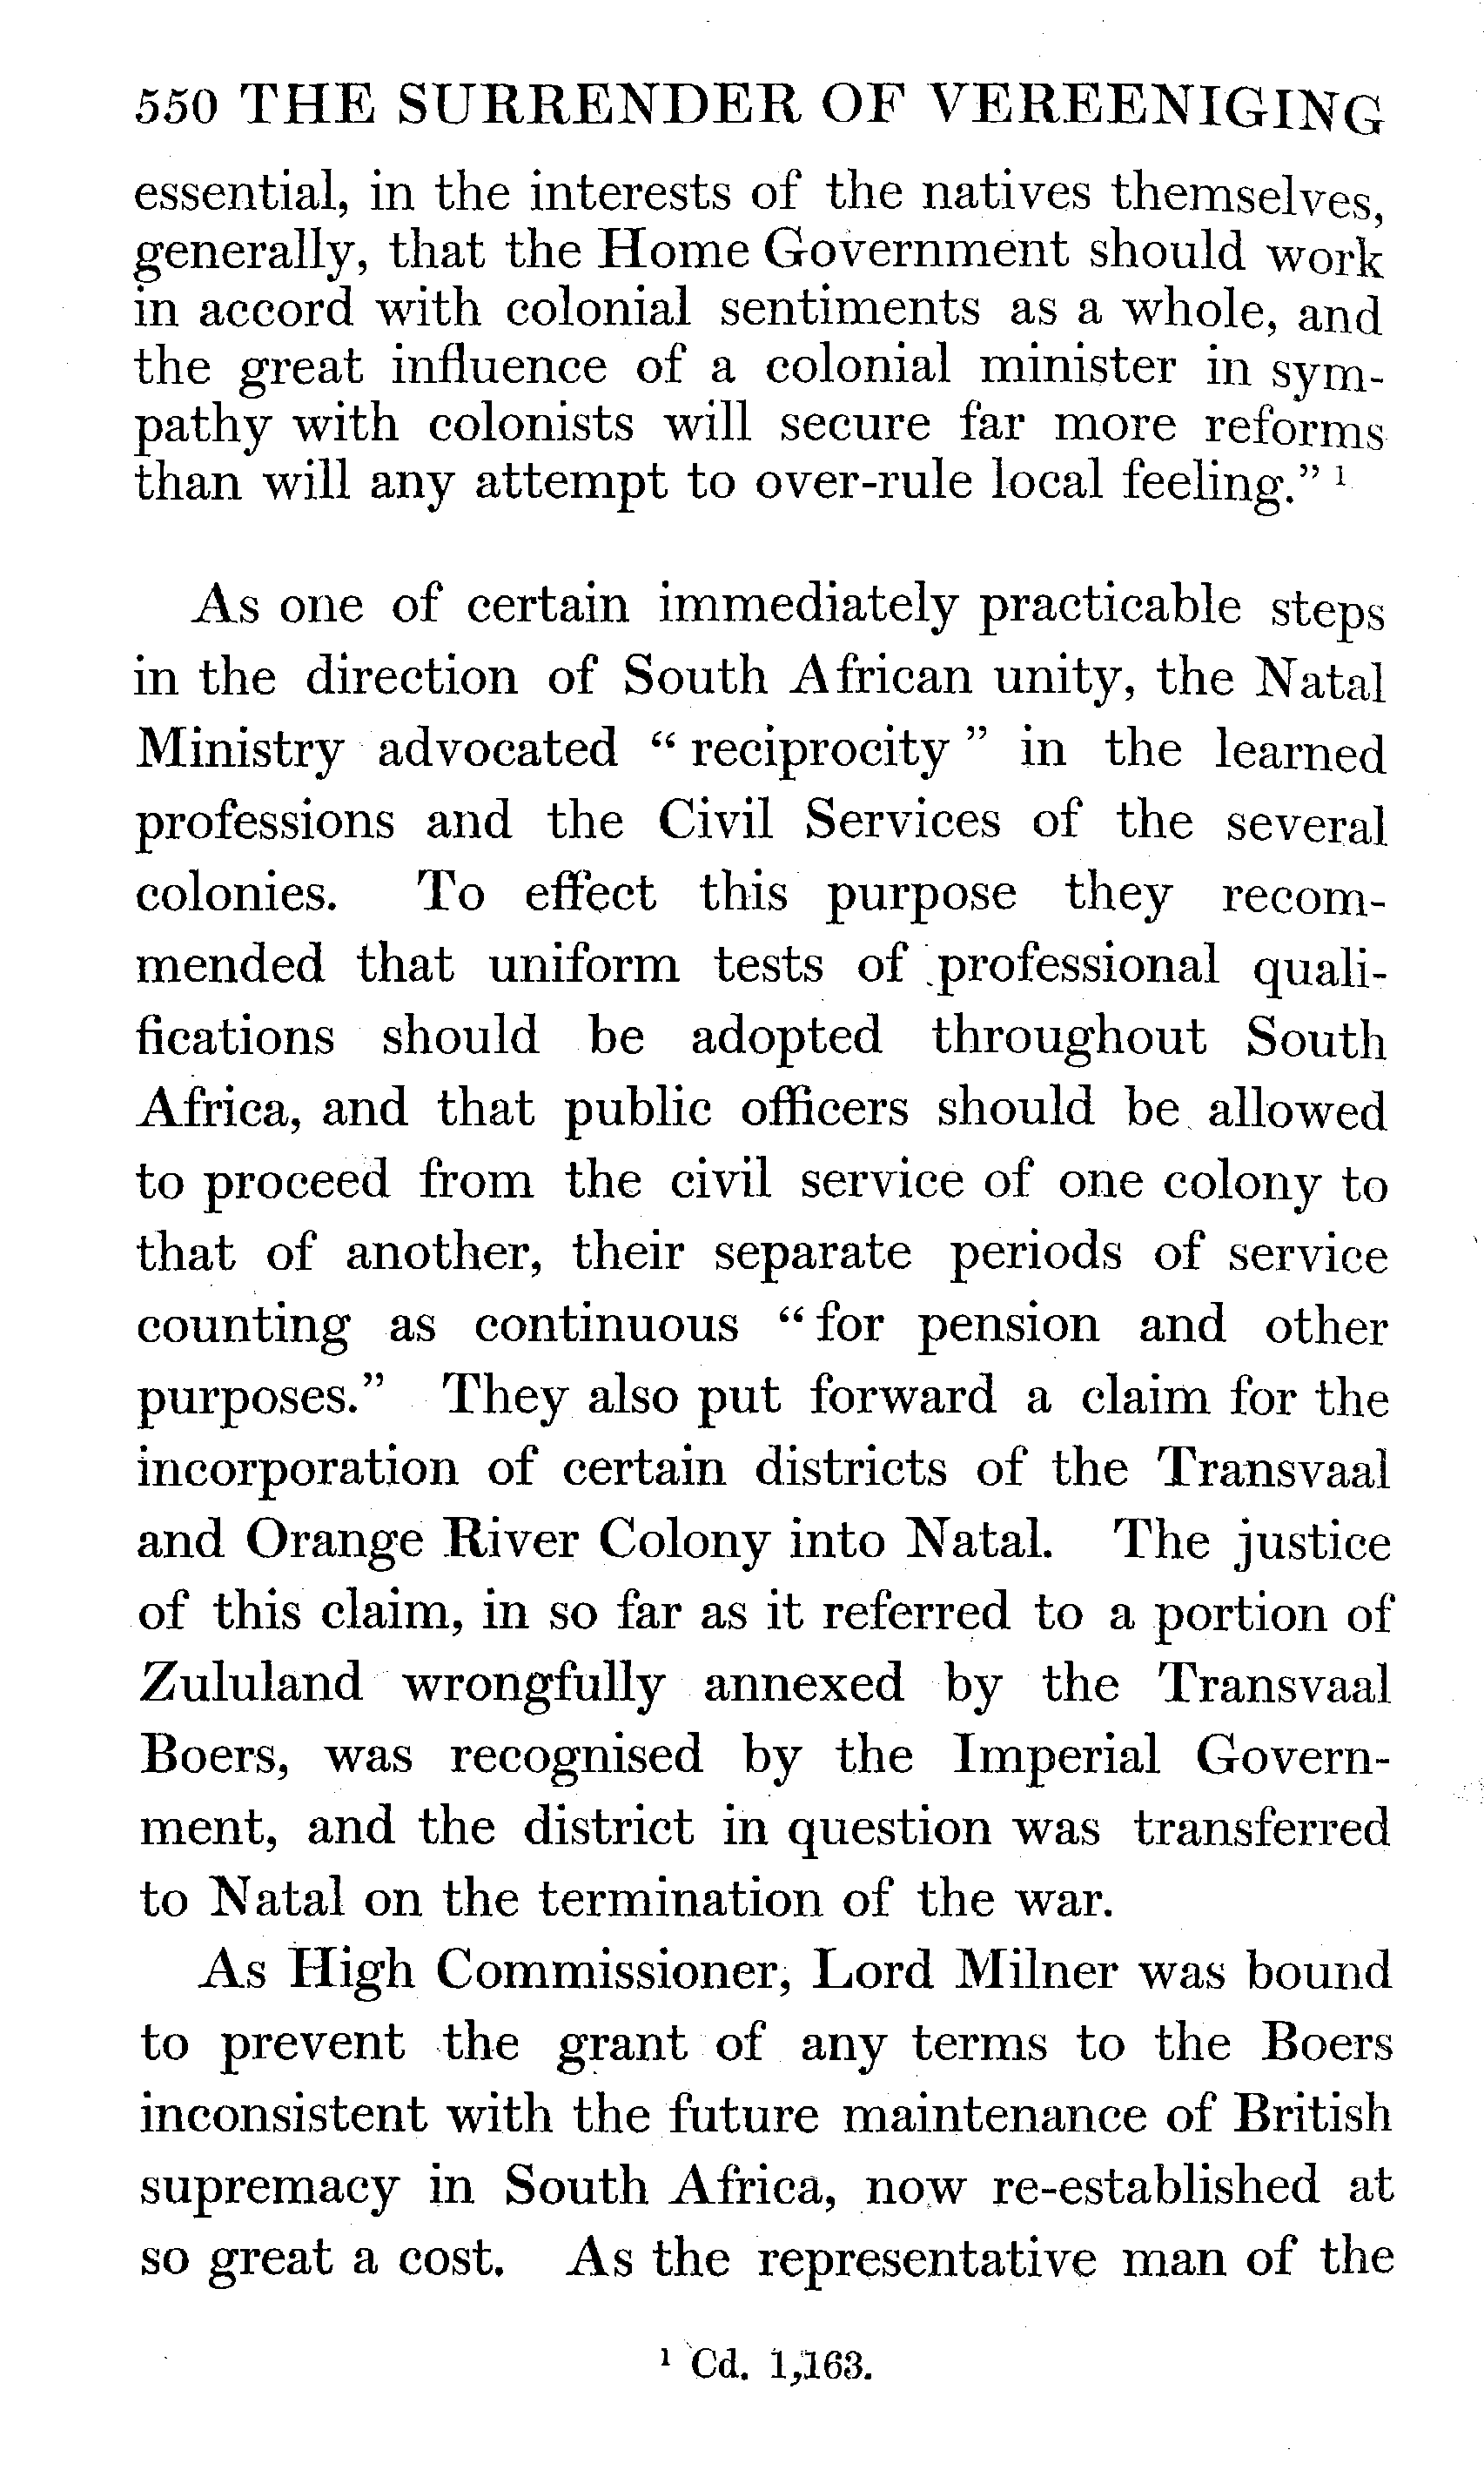 550 THE SURRENDER OF VEREENIGING
essential, in the interests of the natives themselves,
generally, that the Home Government should work
in accord with colonial sentiments as a whole, and
the great influence of a colonial minister in sym-
pathy with colonists will secure far more reforms
than will any attempt to over-rule local feeling." 1
As one of certain immediately practicable steps
in the direction of South African unity, the Natal
Ministry advocated " reciprocity " in the learned
professions and the Civil Services of the several
colonies. To effect this purpose they recom-
mended that uniform tests of professional quali-
fications should be adopted throughout South
Africa, and that public officers should be allowed
to proceed from the civil service of one colony to
that of another, their separate periods of service
counting as continuous " for pension and other
purposes." They also put forward a claim for the
incorporation of certain districts of the Transvaal
and Orange River Colony into Natal. The justice
of this claim, in so far as it referred to a portion of
Zululand wrongfully annexed by the Transvaal
Boers, was recognised by the Imperial Govern-
ment, and the district in question was transferred
to Natal on the termination of the war.
As High Commissioner, Lord Milner was bound
to prevent the grant of any terms to the Boers
inconsistent with the future maintenance of British
supremacy in South Africa, now re-established at
so great a cost. As the representative man of the
1 Cd. 1,163.